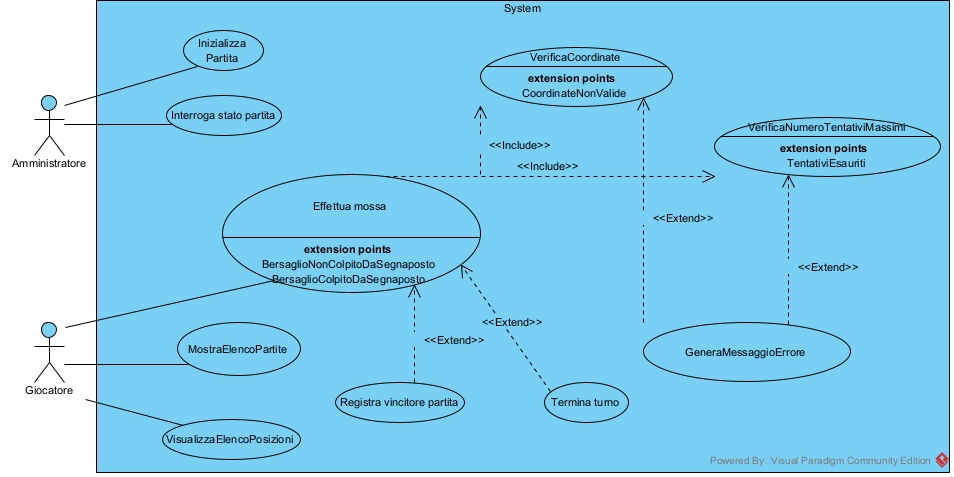 System
Inizializza
Partita
VerificaCoordinate
extension points
CoordinateNonValide
Interroga stato partita
VerificaNumeroTentativiMassimi
extension points
TentativiEsauriti
Amministratore
<<Include>>
<<Include>>
Effettua mossa
extension points
BersaglioNonColpitoDaSegnaposto
BersaglioColpitoDaSegnaposto
<<Extend>>
<<Extend>>
<<Extend>>
<<Extend>>
MostraElencoPartite
GeneraMessaggioErrore
Giocatore
Registra vincitore partita
Termina turno
VisualizzaElencoPosizioni
Powered By Visual Paradigm Community Edition